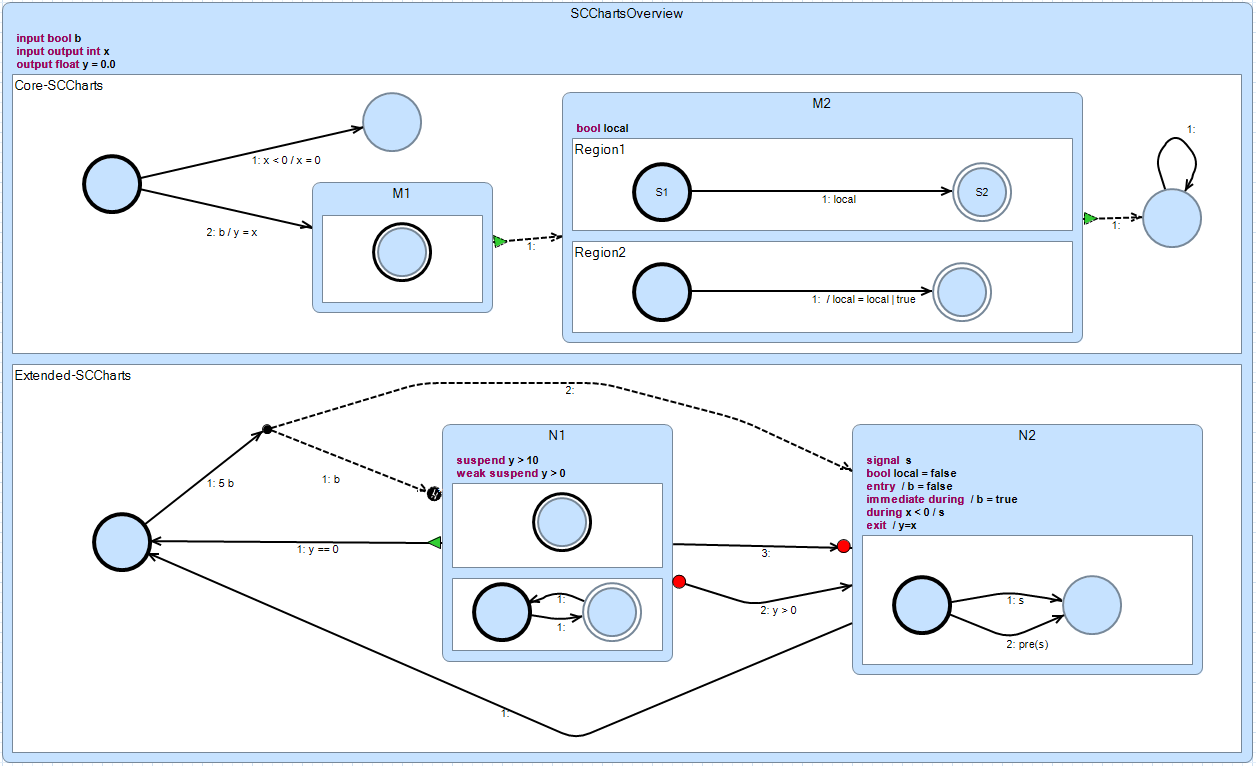 SCChartsOverview
input bool b
input output int x
output float y = 0.0
Core-SCCharts
1: x < 0 / x = 0
2: b / y = x
M1
1:
M2
bool local
Region1
S1
S2
1: local
Region2
1:  / local = local | true
1:
1:
Extended-SCCharts
2:
1: b
1: 5 b
1: y == 0
N1
suspend y > 10
weak suspend y > 0
1:
1:
3:
2: y > 0
1:
N2
signal  s
bool local = false
entry  / b = false
immediate during  / b = true
during x < 0 / s
exit  / y=x
1: s
2: pre(s)